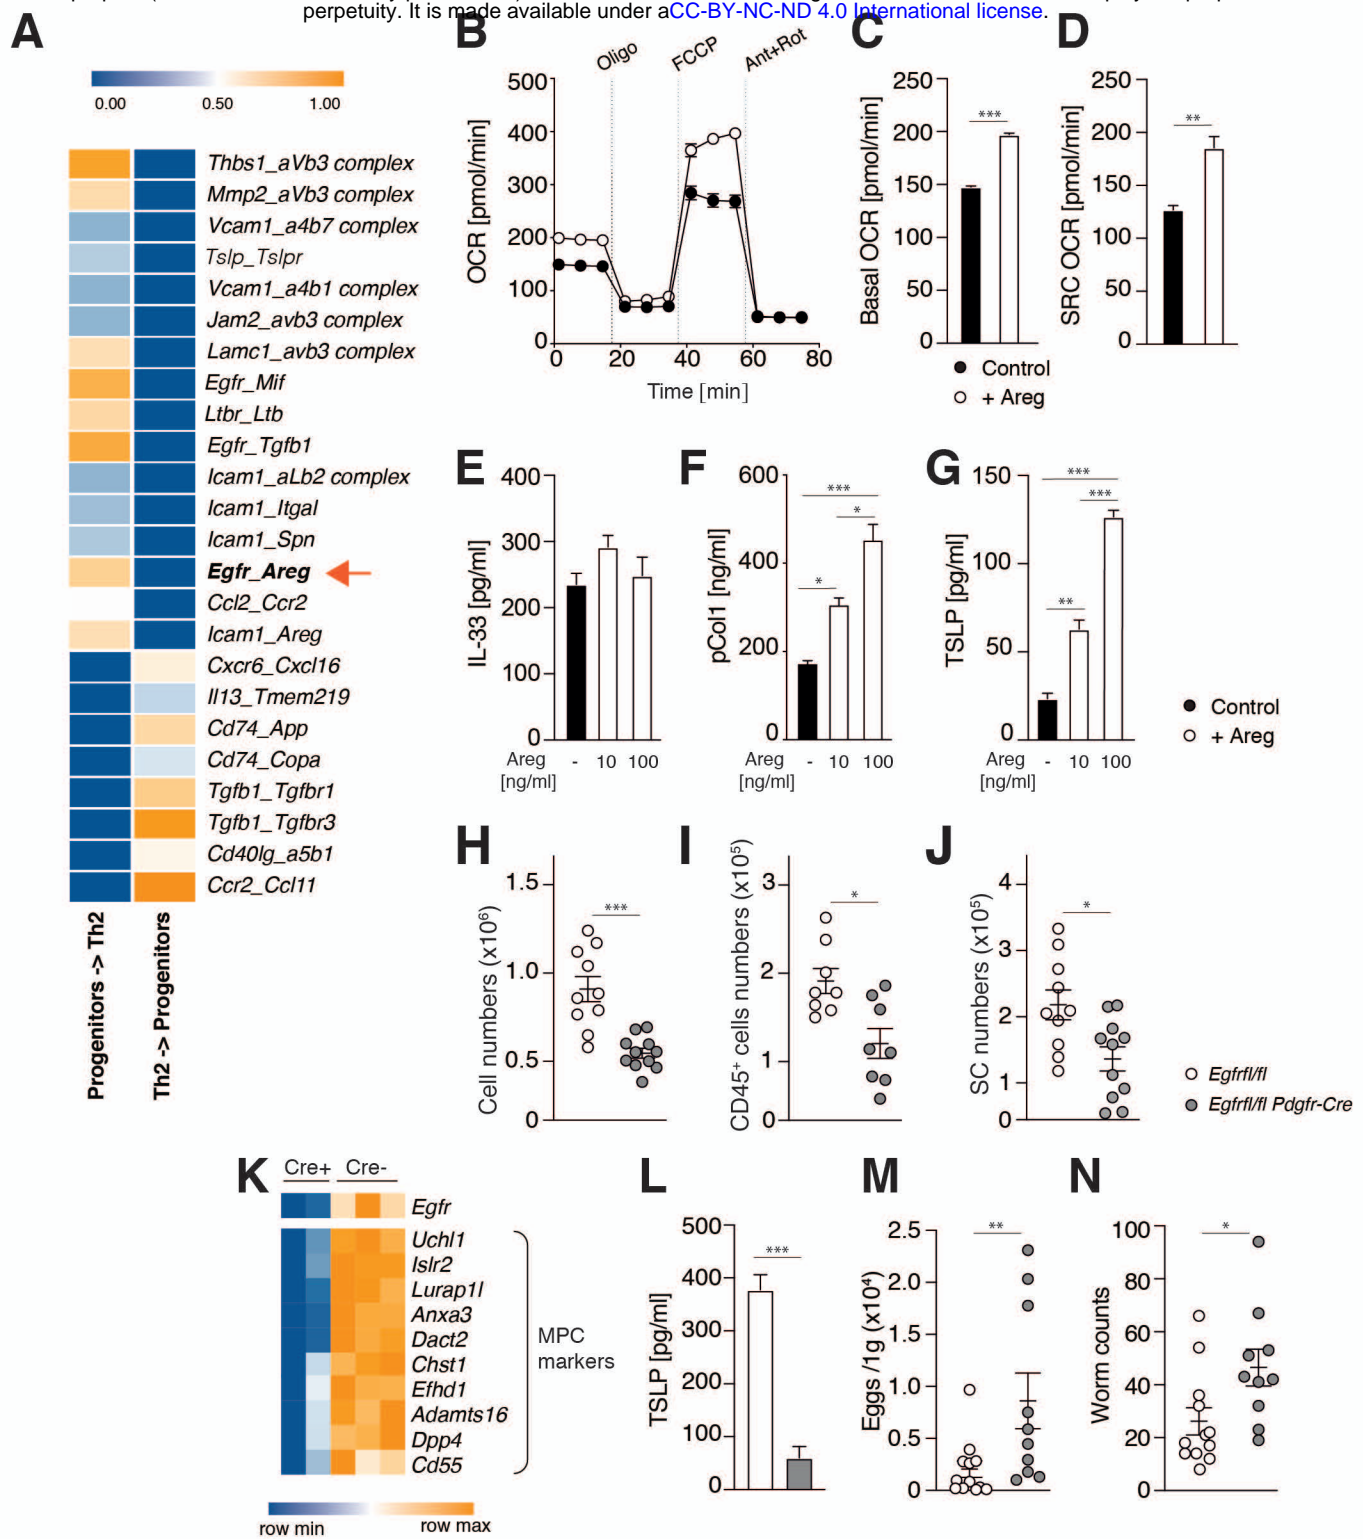 perpetuity. It is made available under aCC-BY-NC-ND 4.0 International license.
A
0.00 0.50 1.00
Thbs1_aVb3 complex
Mmp2_aVb3 complex
Vcam1_a4b7 complex
Tslp_Tslpr
Vcam1_a4b1 complex
Jam2_avb3 complex
Lamc1_avb3 complex
Egfr_Mif
Ltbr_Ltb
Egfr_Tgfb1
Icam1_aLb2 complex
Icam1_Itgal
Icam1_Spn
Egfr_Areg
Ccl2_Ccr2
Icam1_Areg
Cxcr6_Cxcl16
Il13_Tmem219
Cd74_App
Cd74_Copa
Tgfb1_Tgfbr1
Tgfb1_Tgfbr3
Cd40lg_a5b1
Ccr2_Ccl11
Progenitors -> Th2
Th2 -> Progenitors
B
Oligo
FCCP
Ant+Rot
OCR [pmol/min]
500
400
300
200
100
0
0 20 40 60 80
Time [min]
C
Basal OCR [pmol/min]
250
200
150
100
50
0
***
D
SRC OCR [pmol/min]
250
200
150
100
50
0
**
Control
+ Areg
E
IL-33 [pg/ml]
400
300
200
100
0
Areg - 10 100
[ng/ml]
F
pCol1 [ng/ml]
600
400
200
0
***
*
*
Areg - 10 100
[ng/ml]
G
TSLP [pg/ml]
150
100
50
0
***
***
**
Areg - 10 100
[ng/ml]
Control
+ Areg
H
Cell numbers (x10⁶)
1.5
1.0
0.5
0
***
I
CD45⁺ cells numbers (x10⁵)
3
2
1
0
*
J
SC numbers (x10⁵)
4
3
2
1
0
*
Egfrfl/fl
Egfrfl/fl Pdgfr-Cre
K
Cre+ Cre-
Egfr
Uchl1
Islr2
Lurap1l
Anxa3
Dact2
Chst1
Efhd1
Adamts16
Dpp4
Cd55
MPC
markers
row min row max
L
TSLP [pg/ml]
500
400
300
200
100
0
***
M
Eggs /1g (x10⁴)
2.5
2.0
1.5
1.0
0.5
0
**
N
Worm counts
100
80
60
40
20
0
*